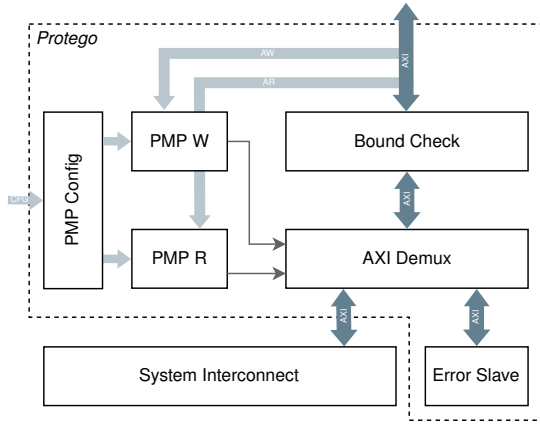 Protego
AW
AXI
AR
PMP Config
PMP W
Bound Check
CFG
AXI
PMP R
AXI Demux
AXI
AXI
System Interconnect
Error Slave